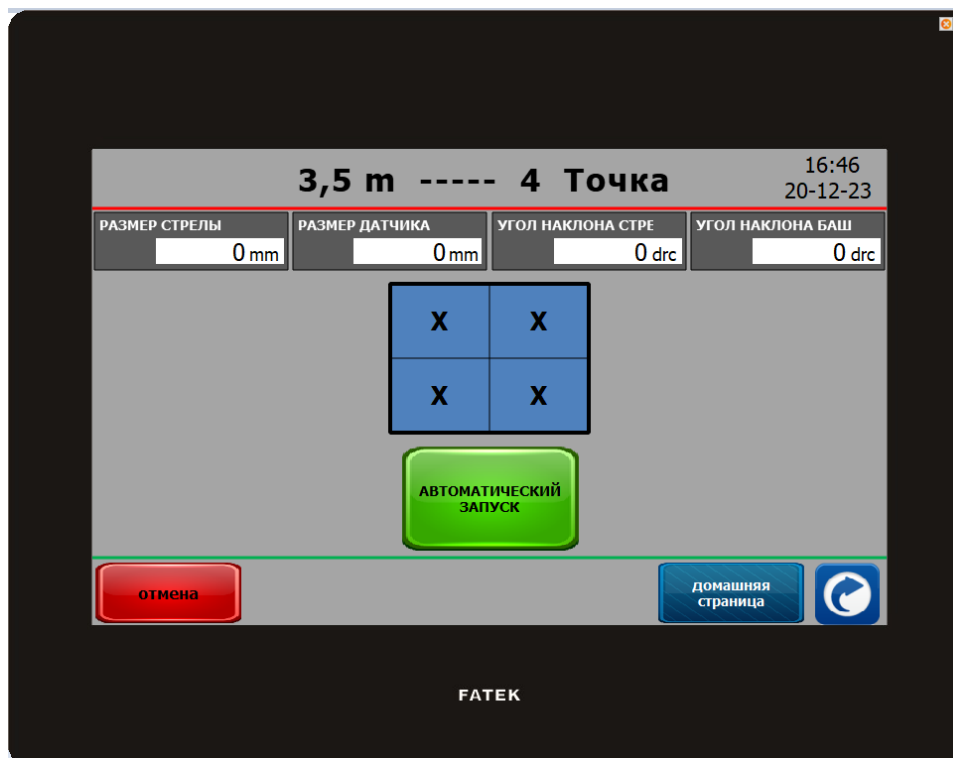 3,5 m ----- 4 Точка
16:46
20-12-23
РАЗМЕР СТРЕЛЫ
0 mm
РАЗМЕР ДАТЧИКА
0 mm
УГОЛ НАКЛОНА СТРЕ
0 drc
УГОЛ НАКЛОНА БАШ
0 drc
X X
X X
АВТОМАТИЧЕСКИЙ
ЗАПУСК
отмена
домашняя
страница
FATEK